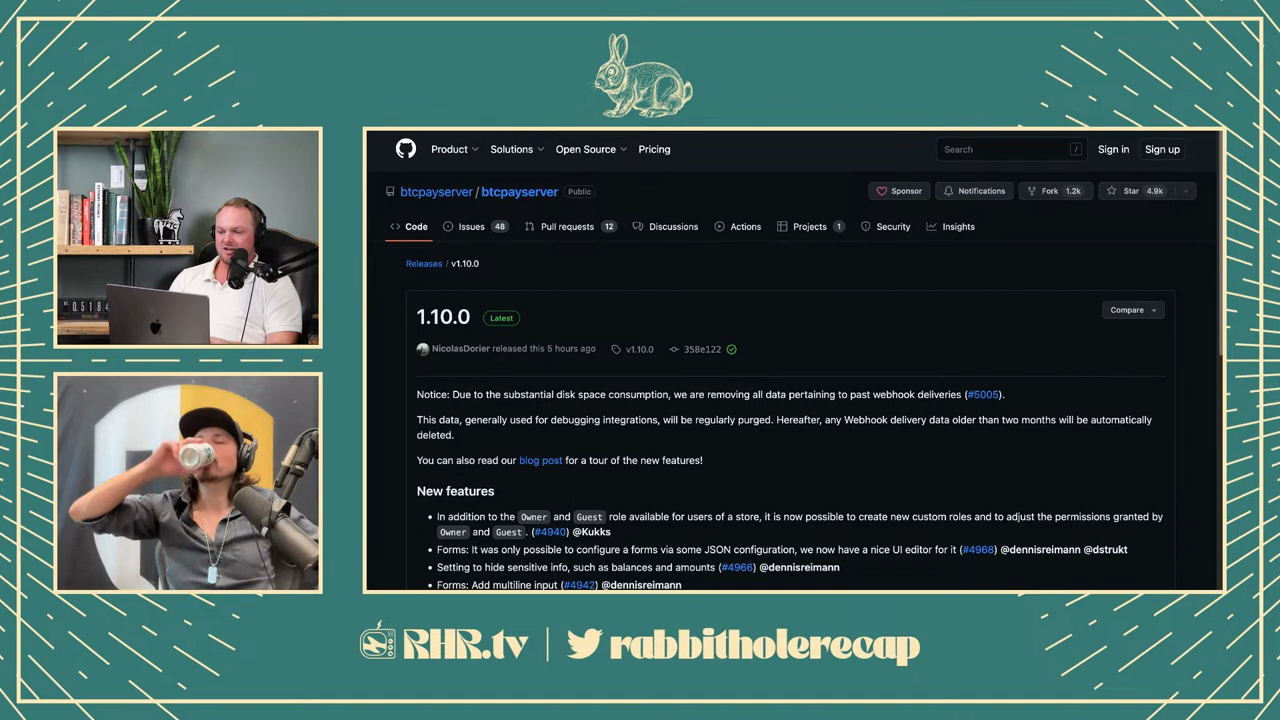 Product Solutions Open Source Pricing Search / Sign in Sign up
btcpayserver / btcpayserver Public Sponsor Notifications Fork 1.2k Star 4.9k
Code Issues 48 Pull requests 12 Discussions Actions Projects 1 Security Insights
Releases / v1.10.0
1.10.0 Latest Compare
NicolasDorier released this 5 hours ago v1.10.0 358e122
Notice: Due to the substantial disk space consumption, we are removing all data pertaining to past webhook deliveries (#5005).
This data, generally used for debugging integrations, will be regularly purged. Hereafter, any Webhook delivery data older than two months will be automatically
deleted.
You can also read our blog post for a tour of the new features!
New features
• In addition to the Owner and Guest role available for users of a store, it is now possible to create new custom roles and to adjust the permissions granted by
Owner and Guest. (#4940) @Kukks
• Forms: It was only possible to configure a forms via some JSON configuration, we now have a nice UI editor for it (#4968) @dennisreimann @dstrukt
• Setting to hide sensitive info, such as balances and amounts (#4966) @dennisreimann
• Forms: Add multiline input (#4942) @dennisreimann
RHR.tv | rabbitholerecap